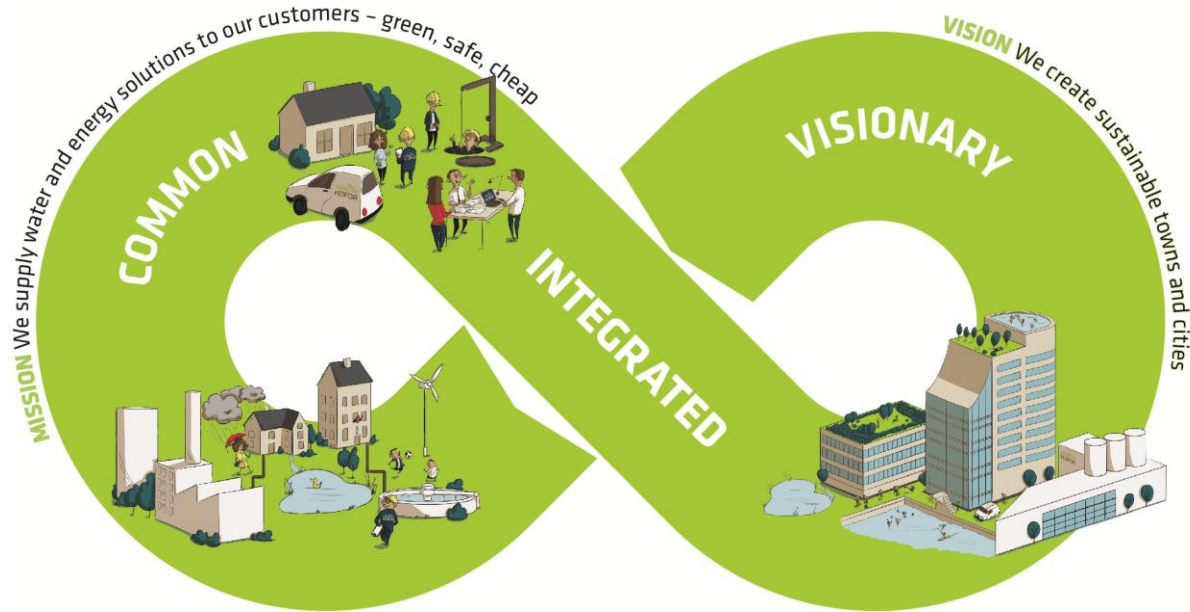 MISSION We supply water and energy solutions to our customers – green, safe, cheap
COMMON
HOFOR
INTEGRATED
VISIONARY
VISION We create sustainable towns and cities